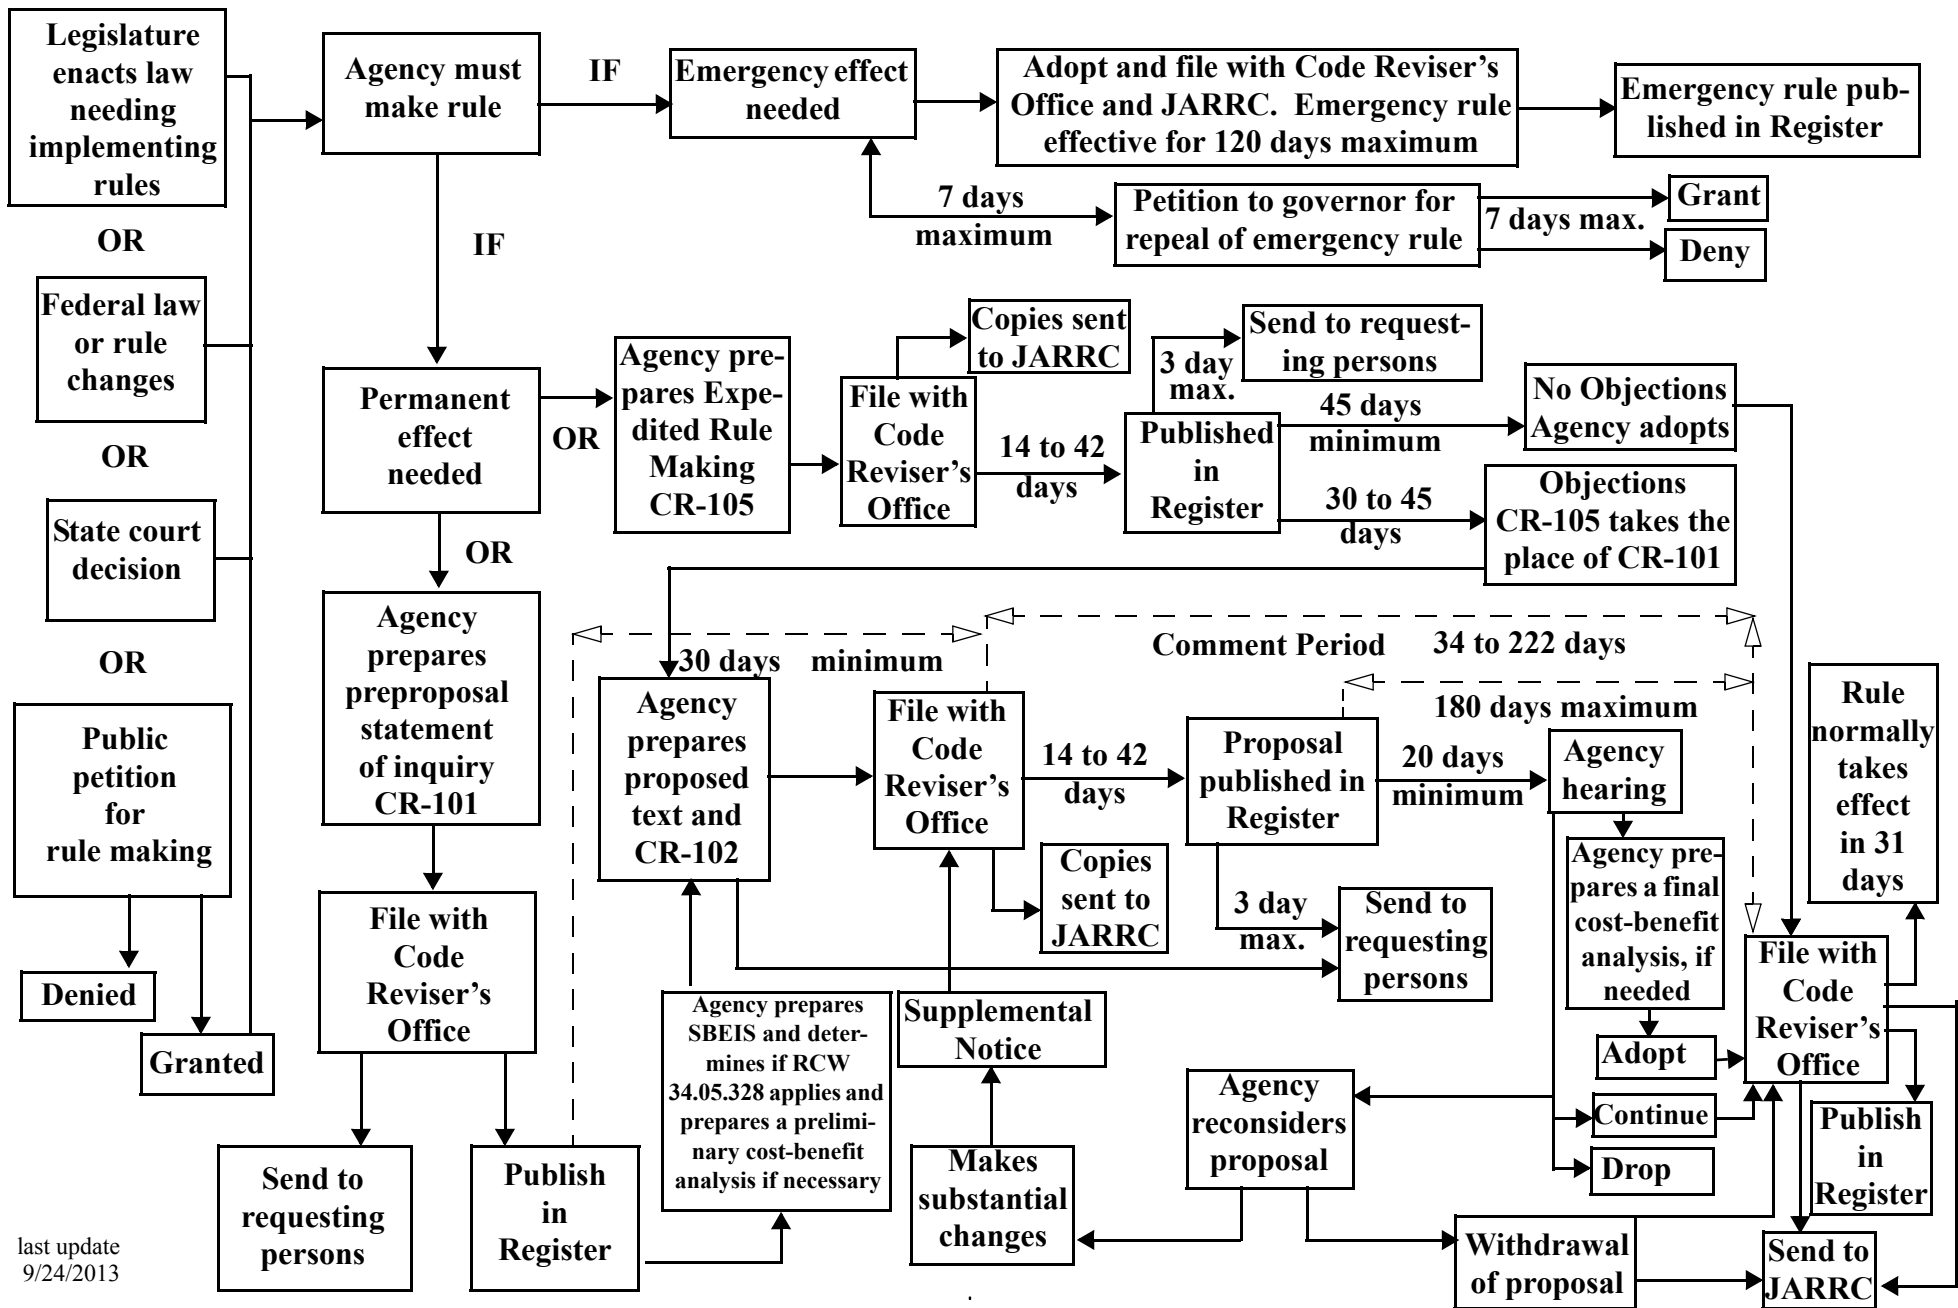 Legislature
enacts law
needing
implementing
rules
OR
Federal law
or rule
changes
OR
State court
decision
OR
Public
petition
for
rule making
Denied
Granted
Agency must
make rule
IF
Emergency effect
needed
Adopt and file with Code Reviser's
Office and JARRC.  Emergency rule
effective for 120 days maximum
Emergency rule pub-
lished in Register
7 days
maximum
Petition to governor for
repeal of emergency rule
7 days max.
Grant
Deny
IF
Permanent
effect
needed
OR
Agency pre-
pares Expe-
dited Rule
Making
CR-105
File with
Code
Reviser's
Office
Copies sent
to JARRC
14 to 42
days
Published
in
Register
3 day
max.
Send to request-
ing persons
45 days
minimum
No Objections
Agency adopts
30 to 45
days
Objections
CR-105 takes the
place of CR-101
OR
Agency
prepares
preproposal
statement
of inquiry
CR-101
File with
Code
Reviser's
Office
Send to
requesting
persons
Publish
in
Register
30 days minimum
Agency
prepares
proposed
text and
CR-102
Agency prepares
SBEIS and deter-
mines if RCW
34.05.328 applies and
prepares a prelimi-
nary cost-benefit
analysis if necessary
File with
Code
Reviser's
Office
Comment Period 34 to 222 days
14 to 42
days
Copies
sent to
JARRC
Supplemental
Notice
Makes
substantial
changes
Proposal
published in
Register
180 days maximum
20 days
minimum
3 day
max.
Send to
requesting
persons
Agency
hearing
Agency pre-
pares a final
cost-benefit
analysis, if
needed
Adopt
Continue
Drop
Agency
reconsiders
proposal
Withdrawal
of proposal
File with
Code
Reviser's
Office
Rule
normally
takes
effect
in 31
days
Publish
in
Register
Send to
JARRC
last update
9/24/2013